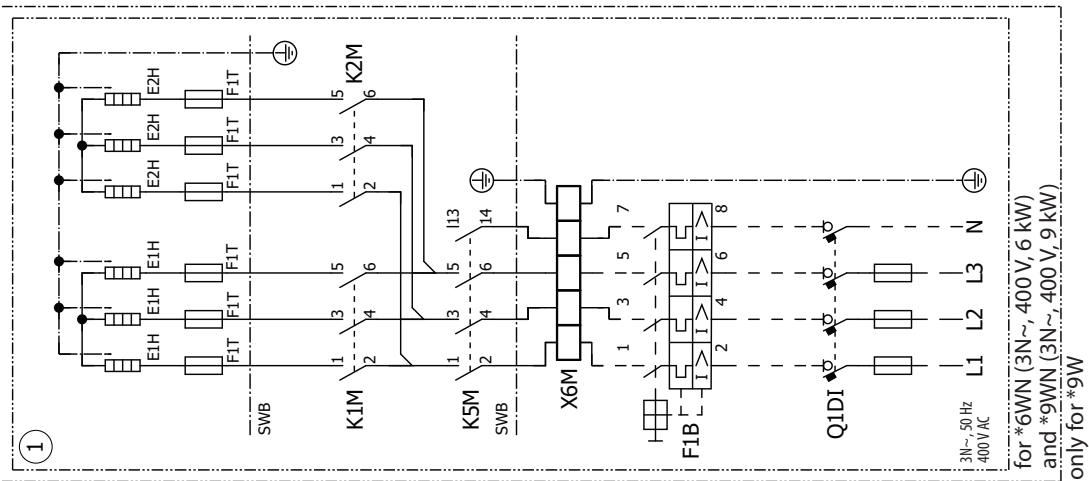 1
E1H
E1H
E1H
E2H
E2H
E2H
F1T
F1T
F1T
F1T
F1T
F1T
SWB
K1M
1
3
5
2
4
6
K2M
1
3
5
2
4
6
K5M
1
3
5
13
2
4
6
14
SWB
X6M
1
3
5
7
F1B
I >
I >
I >
I >
2
4
6
8
Q1DI
3N~, 50 Hz
400 V AC
L1
L2
L3
N
for *6WN (3N~, 400 V, 6 kW)
and *9WN (3N~, 400 V, 9 kW)
only for *9W